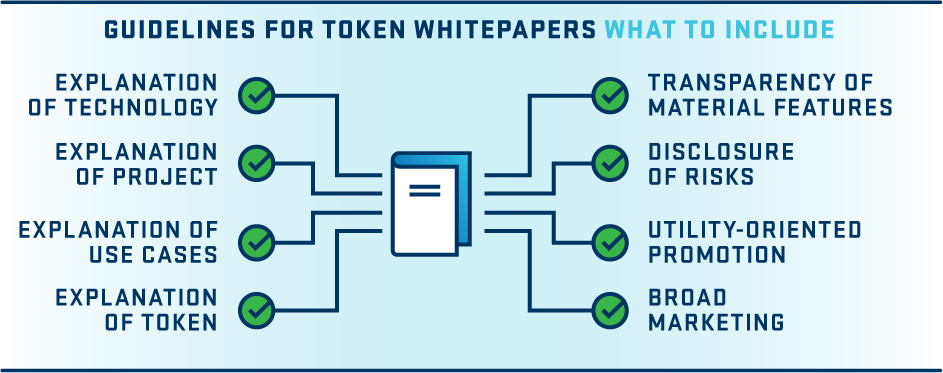 GUIDELINES FOR TOKEN WHITEPAPERS WHAT TO INCLUDE
EXPLANATION
OF TECHNOLOGY
EXPLANATION
OF PROJECT
EXPLANATION OF
USE CASES
EXPLANATION
OF TOKEN
TRANSPARENCY OF
MATERIAL FEATURES
DISCLOSURE
OF RISKS
UTILITY-ORIENTED
PROMOTION
BROAD
MARKETING